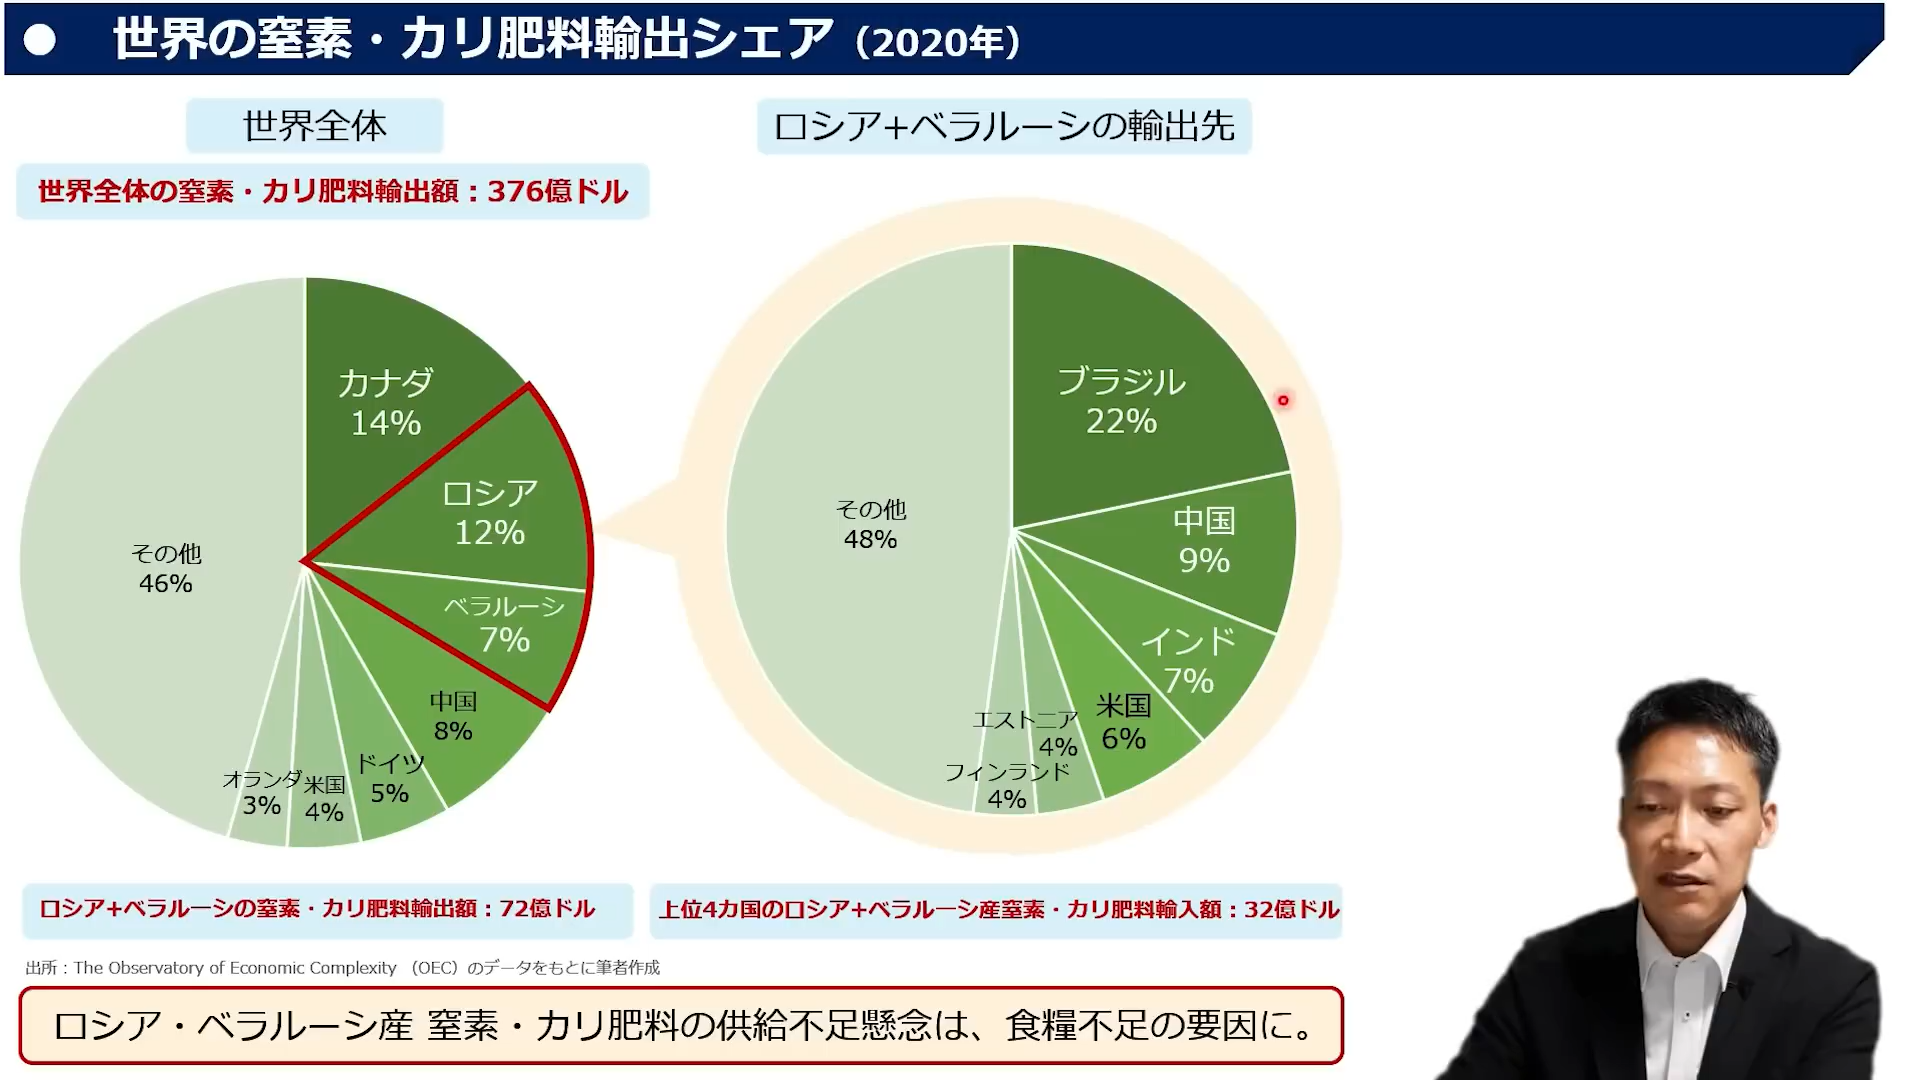 世界の窒素・カリ肥料輸出シェア（2020年）
世界全体
世界全体の窒素・カリ肥料輸出額：376億ドル
カナダ
14%
ロシア
12%
ベラルーシ
7%
中国
8%
ドイツ
5%
米国
4%
オランダ
3%
その他
46%
ロシア+ベラルーシの窒素・カリ肥料輸出額：72億ドル
ロシア+ベラルーシの輸出先
ブラジル
22%
中国
9%
インド
7%
米国
6%
エストニア
4%
フィンランド
4%
その他
48%
上位4カ国のロシア+ベラルーシ産窒素・カリ肥料輸入額：32億ドル
出所：The Observatory of Economic Complexity （OEC）のデータをもとに筆者作成
ロシア・ベラルーシ産 窒素・カリ肥料の供給不足懸念は、食糧不足の要因に。